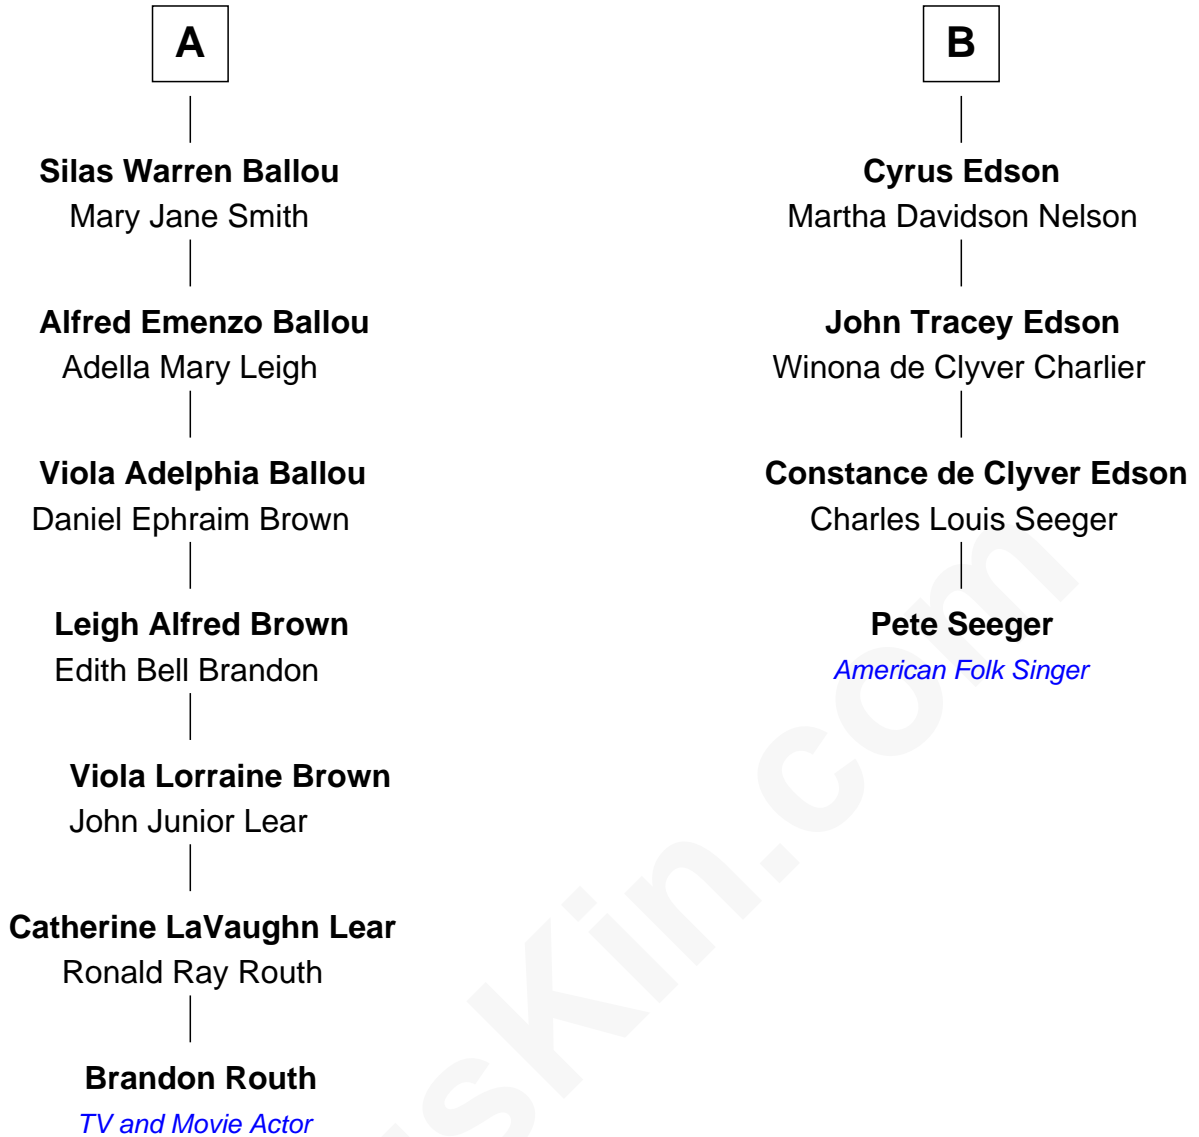 A
Silas Warren Ballou
Mary Jane Smith
Alfred Emenzo Ballou
Adella Mary Leigh
Viola Adelphia Ballou
Daniel Ephraim Brown
Leigh Alfred Brown
Edith Bell Brandon
Viola Lorraine Brown
John Junior Lear
Catherine LaVaughn Lear
Ronald Ray Routh
Brandon Routh
TV and Movie Actor
B
Cyrus Edson
Martha Davidson Nelson
John Tracey Edson
Winona de Clyver Charlier
Constance de Clyver Edson
Charles Louis Seeger
Pete Seeger
American Folk Singer
sKin.com